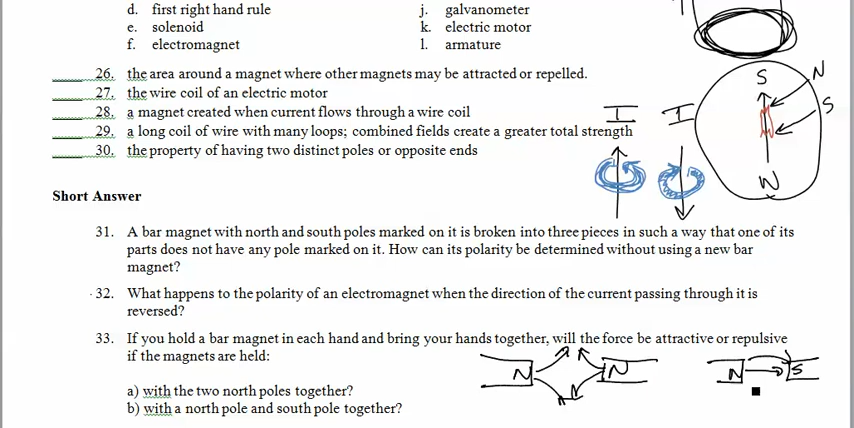 d. first right hand rule
e. solenoid
f. electromagnet
j. galvanometer
k. electric motor
l. armature
S
N
S
N
______ 26. the area around a magnet where other magnets may be attracted or repelled.
______ 27. the wire coil of an electric motor
______ 28. a magnet created when current flows through a wire coil
______ 29. a long coil of wire with many loops; combined fields create a greater total strength
______ 30. the property of having two distinct poles or opposite ends
I I
Short Answer
31. A bar magnet with north and south poles marked on it is broken into three pieces in such a way that one of its
parts does not have any pole marked on it. How can its polarity be determined without using a new bar
magnet?
32. What happens to the polarity of an electromagnet when the direction of the current passing through it is
reversed?
33. If you hold a bar magnet in each hand and bring your hands together, will the force be attractive or repulsive
if the magnets are held:
N N N S
a) with the two north poles together?
b) with a north pole and south pole together?